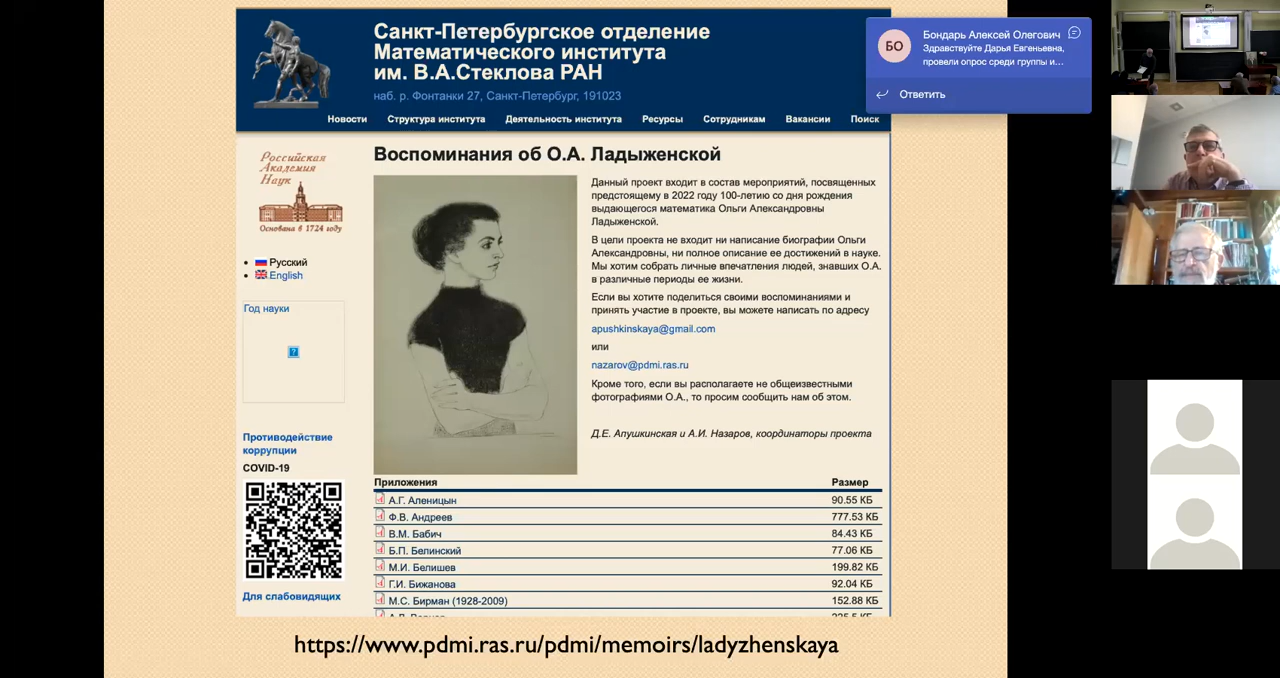 Санкт-Петербургское отделение
Математического института
им. В.А.Стеклова РАН
наб. р. Фонтанки 27, Санкт-Петербург, 191023
Новости Структура института Деятельность института Ресурсы Сотрудникам Вакансии Поиск
БО
Бондарь Алексей Олегович
Здравствуйте Дарья Евгеньевна,
провели опрос среди группы и...
Ответить
Российская
Академия
Наук
Основана в 1724 году
Русский
English
Год науки
Противодействие
коррупции
COVID-19
Для слабовидящих
Воспоминания об О.А. Ладыженской
Данный проект входит в состав мероприятий, посвященных
предстоящему в 2022 году 100-летию со дня рождения
выдающегося математика Ольги Александровны
Ладыженской.
В цели проекта не входит ни написание биографии Ольги
Александровны, ни полное описание ее достижений в науке.
Мы хотим собрать личные впечатления людей, знавших О.А.
в различные периоды ее жизни.
Если вы хотите поделиться своими воспоминаниями и
принять участие в проекте, вы можете написать по адресу
apushkinskaya@gmail.com
или
nazarov@pdmi.ras.ru
Кроме того, если вы располагаете не общеизвестными
фотографиями О.А., то просим сообщить нам об этом.
Д.Е. Апушкинская и А.И. Назаров, координаторы проекта
Приложения Размер
А.Г. Аленицын 90.55 КБ
Ф.В. Андреев 777.53 КБ
В.М. Бабич 84.43 КБ
Б.П. Белинский 77.06 КБ
М.И. Белишев 199.82 КБ
Г.И. Бижанова 92.04 КБ
М.С. Бирман (1928-2009) 152.88 КБ
https://www.pdmi.ras.ru/pdmi/memoirs/ladyzhenskaya